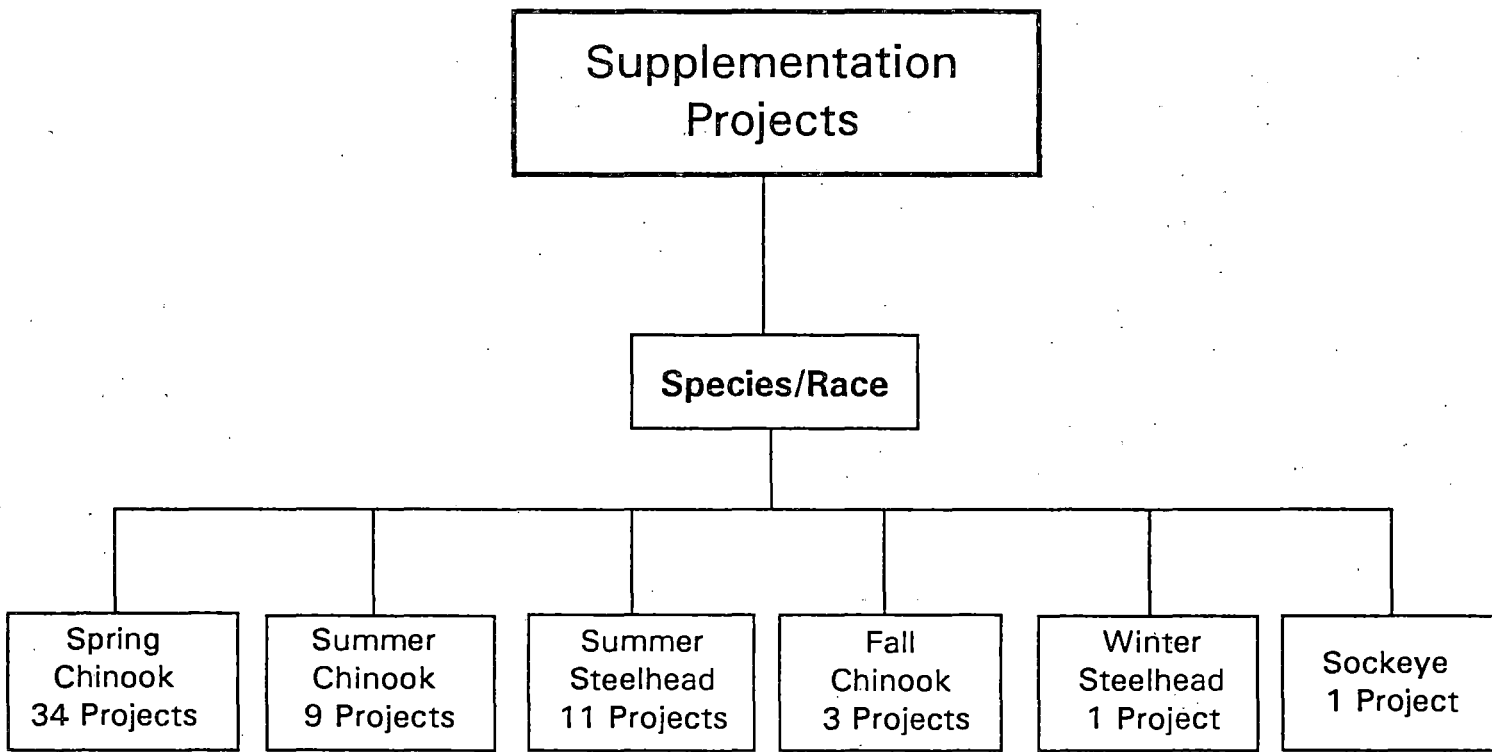 Supplementation
Projects
Species/Race
Spring
Chinook
34 Projects
Summer
Chinook
9 Projects
Summer
Steelhead
11 Projects
Fall
Chinook
3 Projects
Winter
Steelhead
1 Project
Sockeye
1 Project